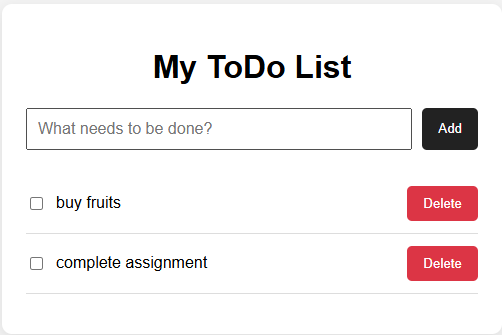 My ToDo List
What needs to be done? Add
buy fruits Delete
complete assignment Delete